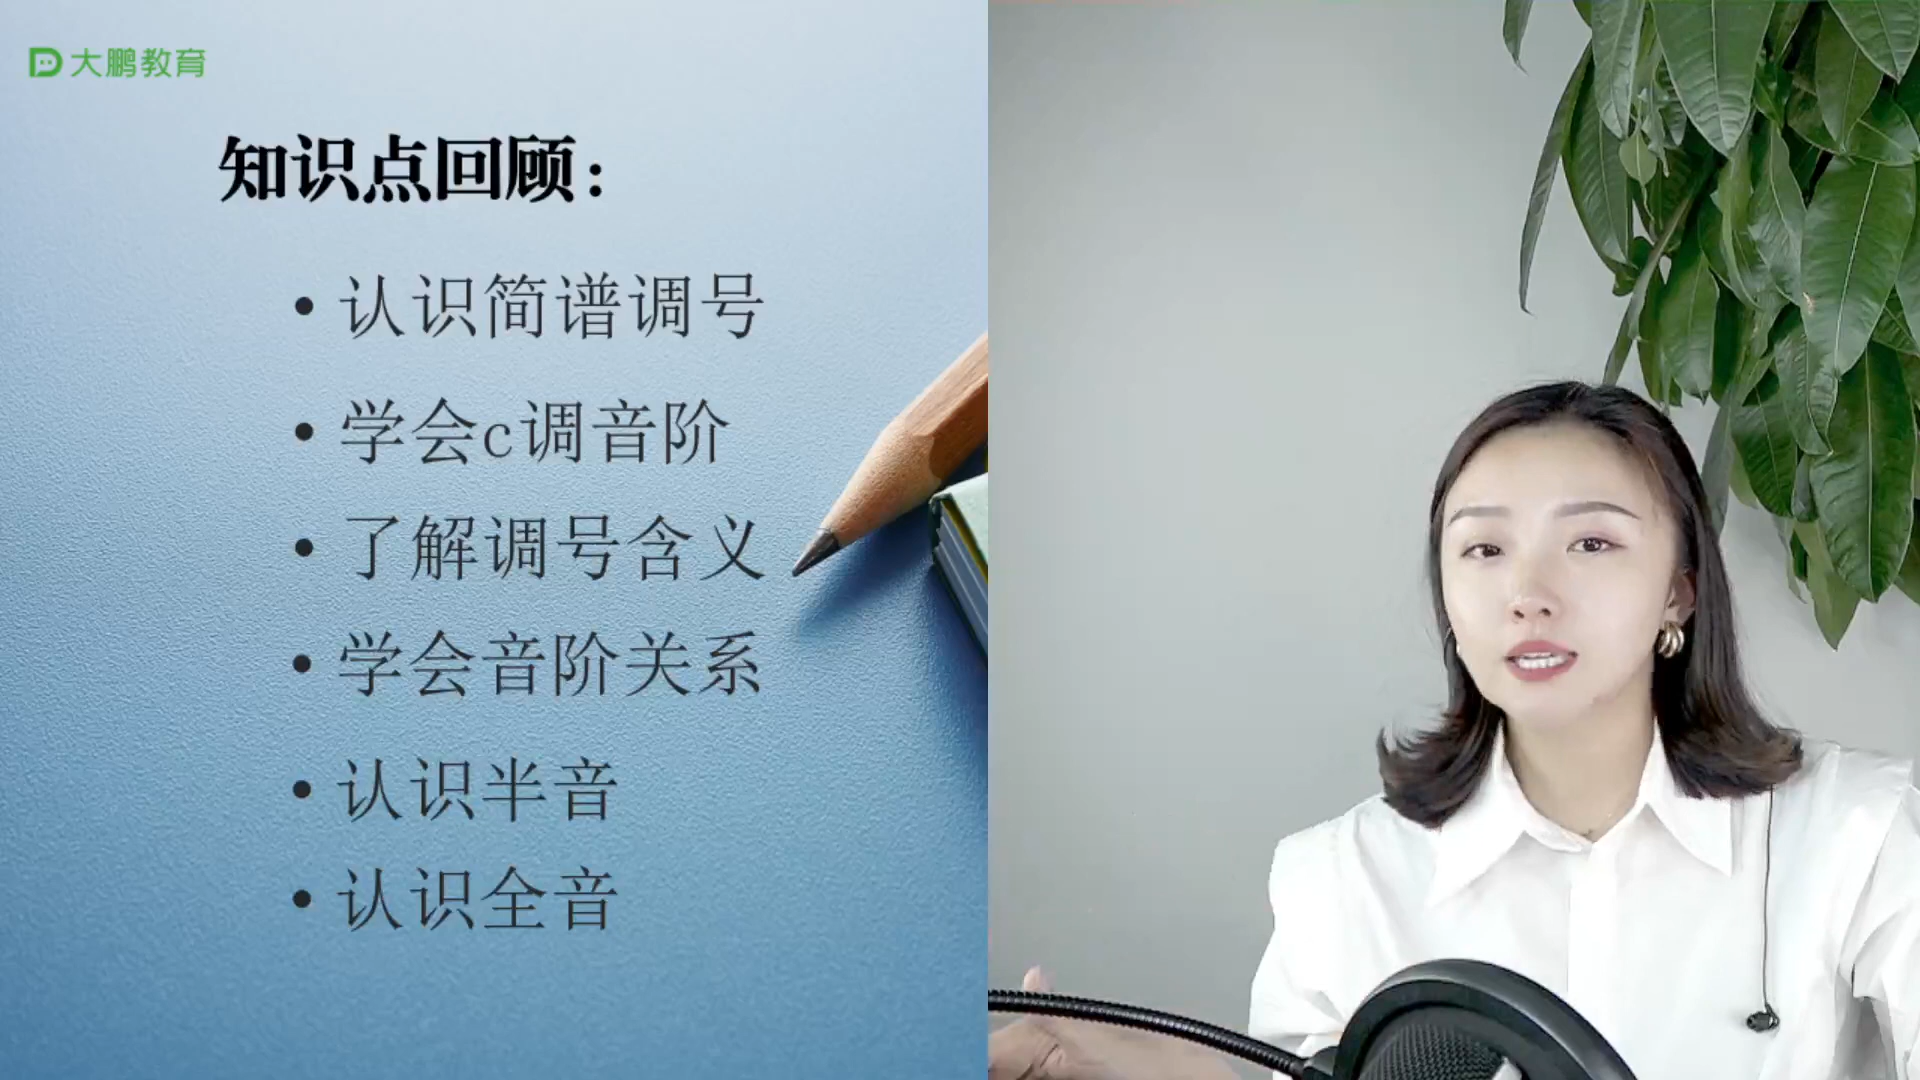 大鹏教育
知识点回顾：
• 认识简谱调号
• 学会c调音阶
• 了解调号含义
• 学会音阶关系
• 认识半音
• 认识全音